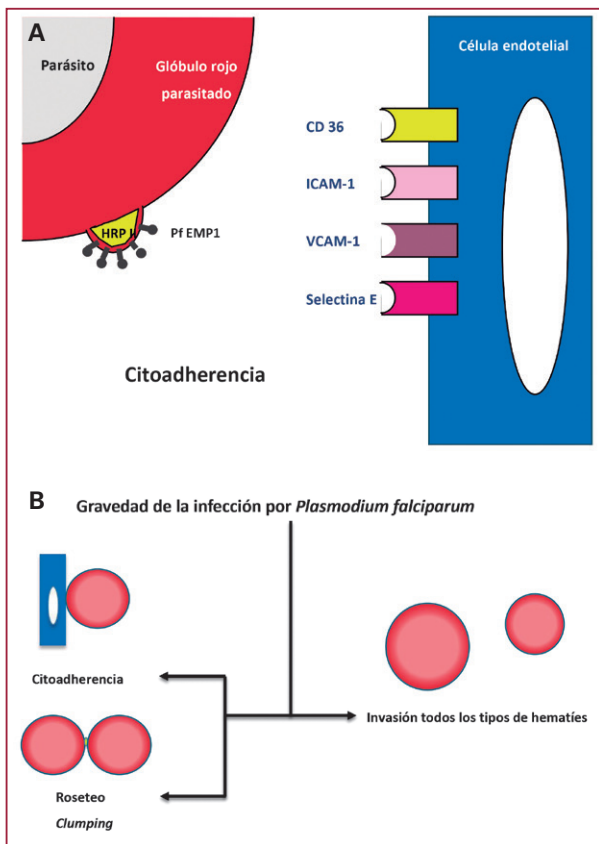 A
Parásito
Glóbulo rojo
parasitado
Célula endotelial
CD 36
ICAM-1
HRP I
Pf EMP1
VCAM-1
Selectina E
Citoadherencia
B
Gravedad de la infección por Plasmodium falciparum
Citoadherencia
Invasión todos los tipos de hematíes
Roseteo
Clumping